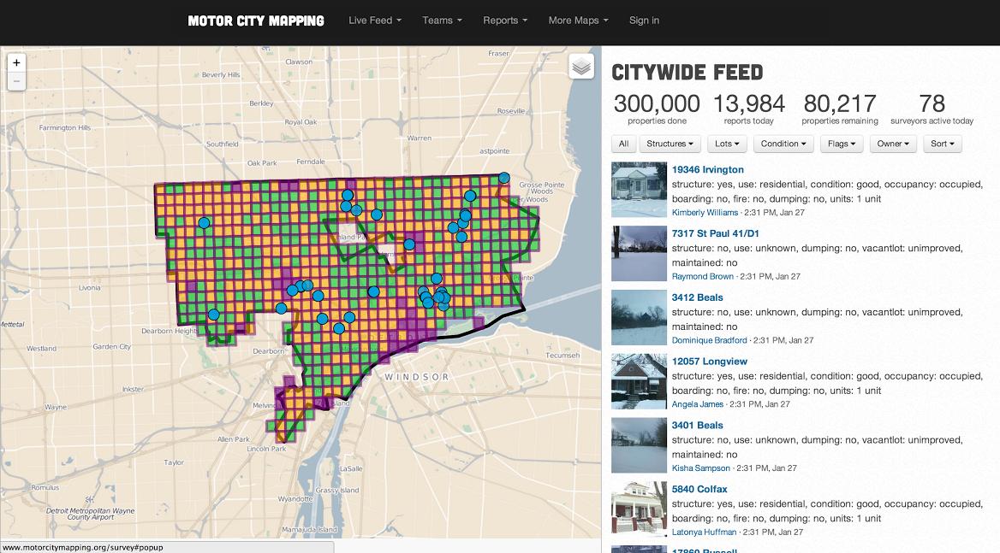 MOTOR CITY MAPPING
Live Feed
Teams
Reports
More Maps
Sign in
+
−
Fraser
Clawson
Beverly Hills
Berkley
Roseville
Royal Oak
Farmington Hills
Warren
Southfield
astpointe
Oak Park
Ferndale
Grosse Pointe
Woods
er Woods
Livonia
Mettetal
Dearborn Heights
Garden City
Westland
Dearborn
Tecumseh
WINDSOR
Inkster
Wayne
Melvin
Island
Allen Park
Lincoln Park
Taylor
LaSalle
Romulus
Grassy Island
Wyandotte
Detroit Metropolitan Wayne
County Airport
Mamajuda Island
www.motorcitymapping.org/survey#popup
CITYWIDE FEED
300,000 13,984 80,217 78
properties done reports today properties remaining surveyors active today
All Structures Lots Condition Flags Owner Sort
19346 Irvington
structure: yes, use: residential, condition: good, occupancy: occupied,
boarding: no, fire: no, dumping: no, units: 1 unit
Kimberly Williams · 2:31 PM, Jan 27
7317 St Paul 41/D1
structure: no, use: unknown, dumping: no, vacantlot: unimproved,
maintained: no
Raymond Brown · 2:31 PM, Jan 27
3412 Beals
structure: no, use: unknown, dumping: no, vacantlot: unimproved,
maintained: no
Dominique Bradford · 2:31 PM, Jan 27
12057 Longview
structure: yes, use: residential, condition: good, occupancy: occupied,
boarding: no, fire: no, dumping: no, units: 1 unit
Angela James · 2:31 PM, Jan 27
3401 Beals
structure: no, use: unknown, dumping: no, vacantlot: unimproved,
maintained: no
Kisha Sampson · 2:31 PM, Jan 27
5840 Colfax
structure: yes, use: residential, condition: good, occupancy: occupied,
boarding: no, fire: no, dumping: no, units: 1 unit
Latonya Huffman · 2:31 PM, Jan 27
17860 Russell